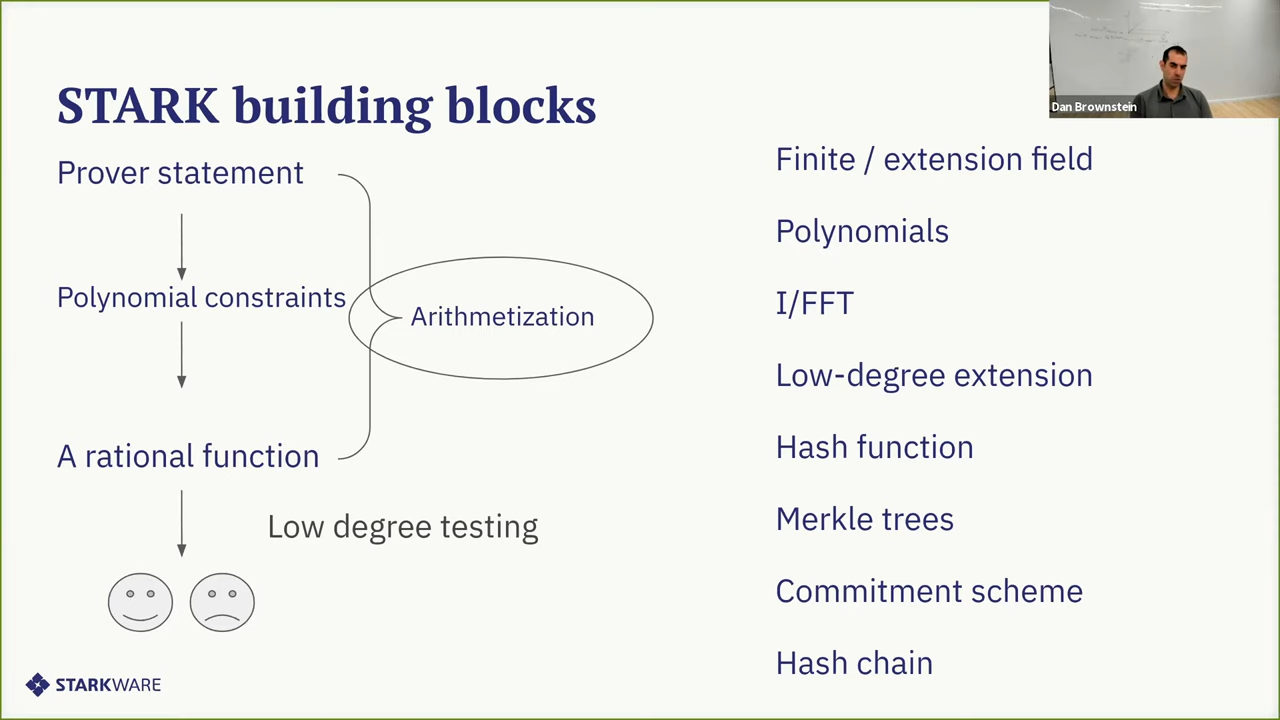 STARK building blocks
Prover statement
Polynomial constraints
Arithmetization
A rational function
Low degree testing
STARKWARE
Dan Brownstein
Finite / extension field
Polynomials
I/FFT
Low-degree extension
Hash function
Merkle trees
Commitment scheme
Hash chain